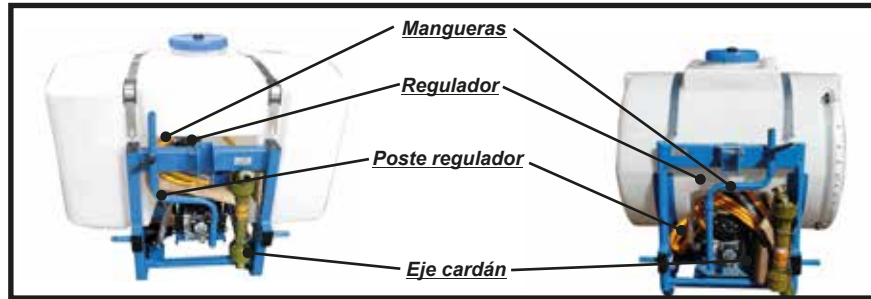 Mangueras
Regulador
Poste regulador
Eje cardán